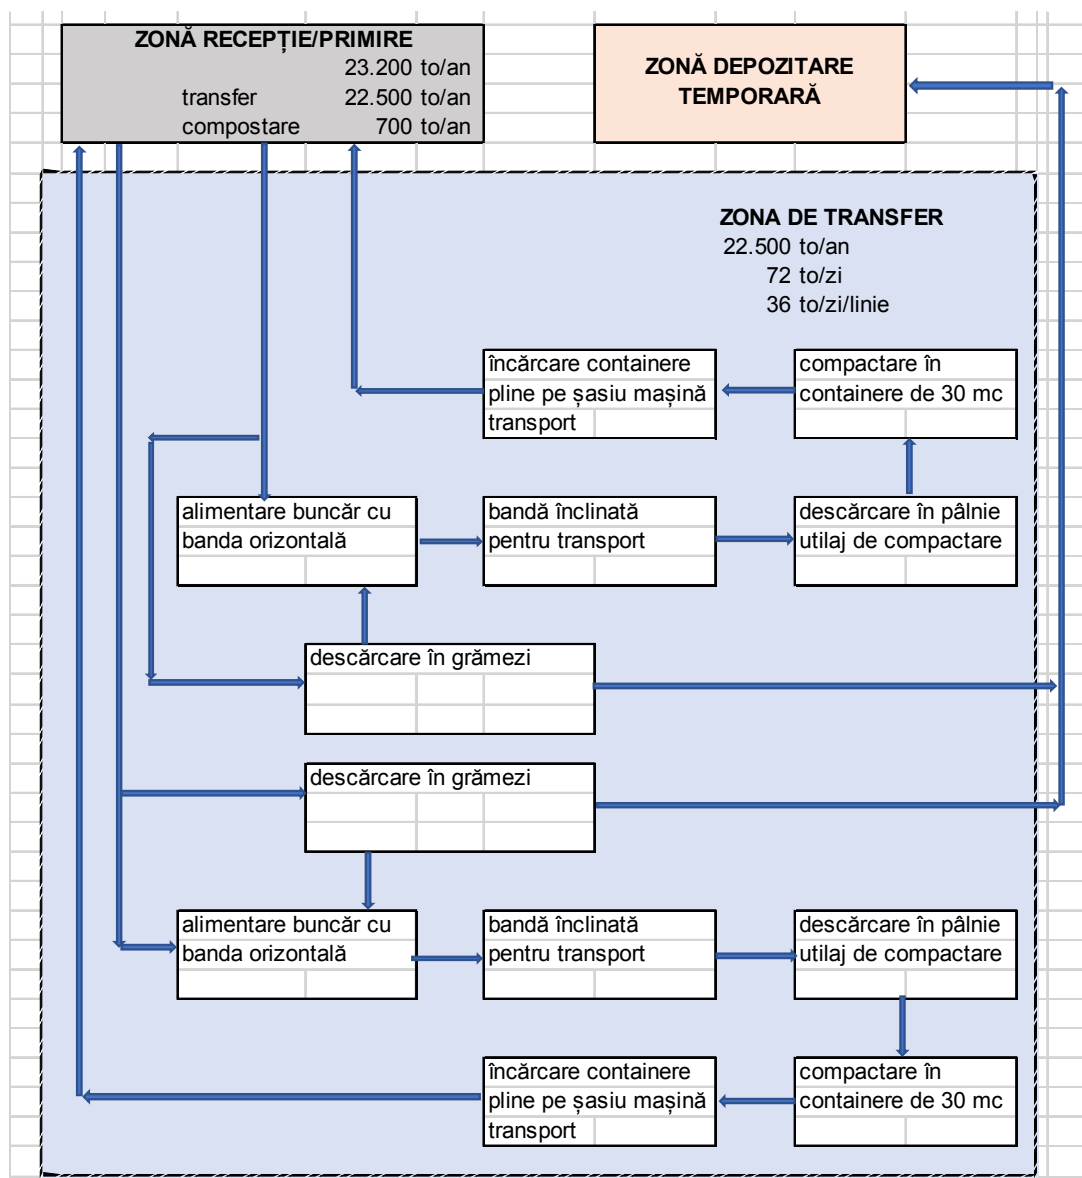 ZONĂ RECEPȚIE/PRIMIRE
23.200 to/an
transfer 22.500 to/an
compostare 700 to/an
ZONĂ DEPOZITARE
TEMPORARĂ
ZONA DE TRANSFER
22.500 to/an
72 to/zi
36 to/zi/linie
încărcare containere
pline pe șasiu mașină
transport
compactare în
containere de 30 mc
alimentare buncăr cu
banda orizontală
bandă înclinată
pentru transport
descărcare în pâlnie
utilaj de compactare
descărcare în grămezi
descărcare în grămezi
alimentare buncăr cu
banda orizontală
bandă înclinată
pentru transport
descărcare în pâlnie
utilaj de compactare
încărcare containere
pline pe șasiu mașină
transport
compactare în
containere de 30 mc